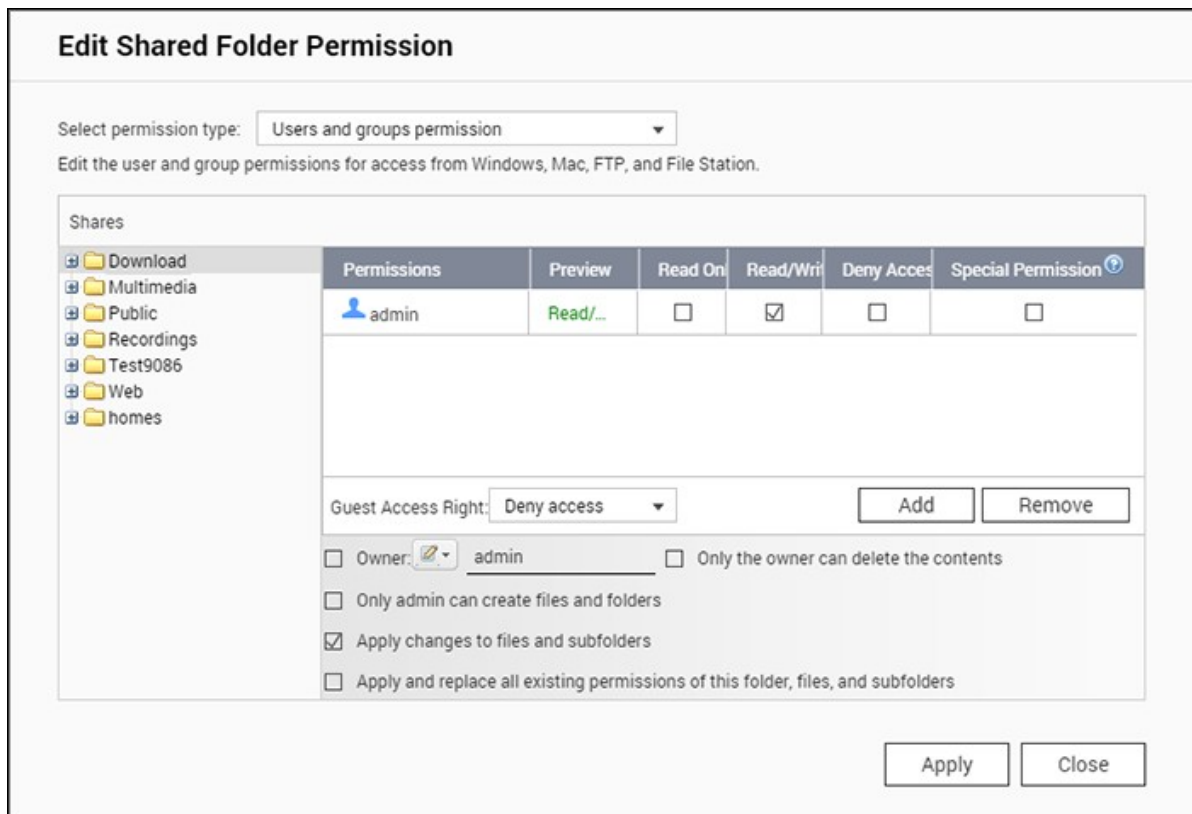 Edit Shared Folder Permission
Select permission type: Users and groups permission
Edit the user and group permissions for access from Windows, Mac, FTP, and File Station.
Shares
Download
Multimedia
Public
Recordings
Test9086
Web
homes
Permissions Preview Read Onl Read/Writ Deny Acces Special Permission
admin Read/...
Guest Access Right: Deny access Add Remove
Owner: admin Only the owner can delete the contents
Only admin can create files and folders
Apply changes to files and subfolders
Apply and replace all existing permissions of this folder, files, and subfolders
Apply Close